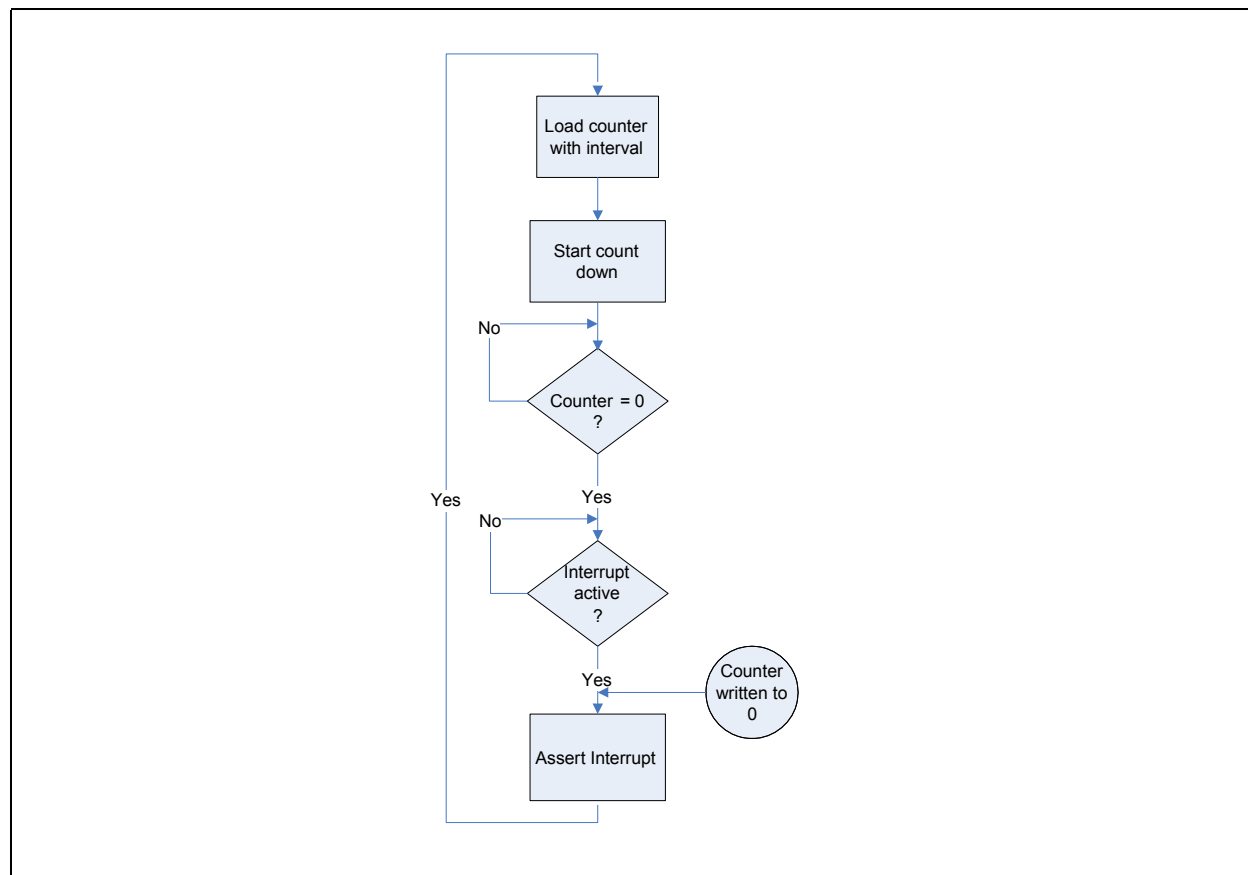 Load counter
with interval
Start count
down
No
Counter = 0
?
Yes
Yes
No
Interrupt
active
?
Yes
Counter
written to
0
Assert Interrupt